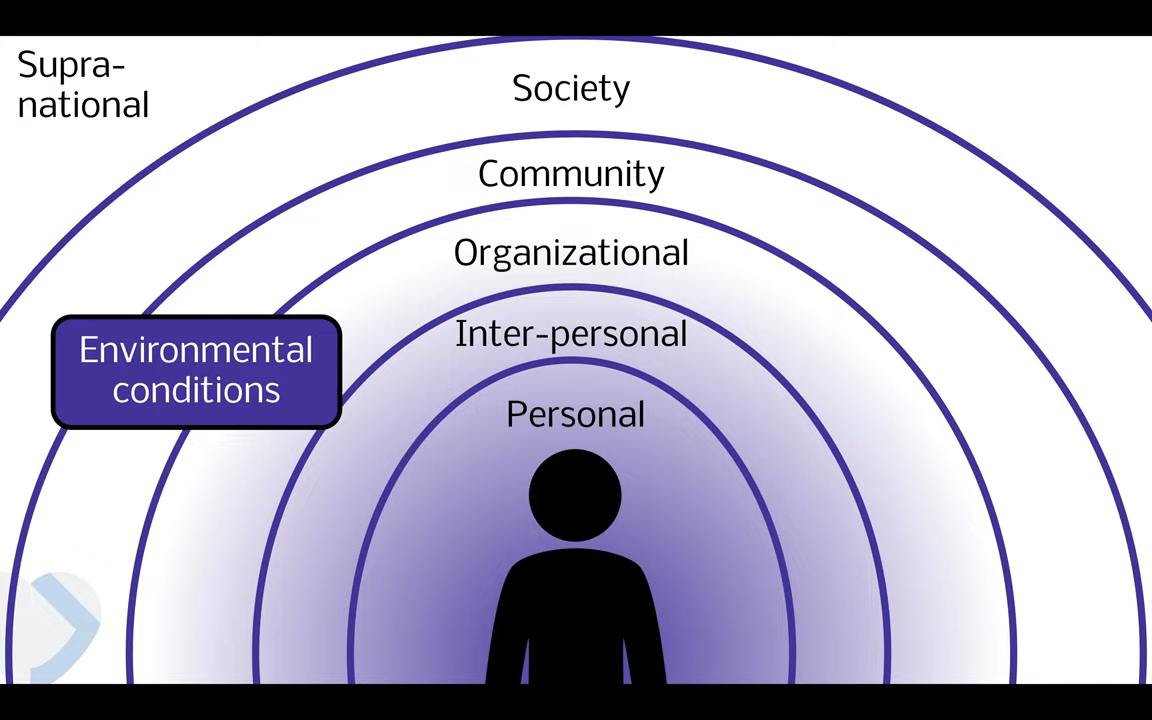 Supra-
national
Society
Community
Organizational
Inter-personal
Environmental
conditions
Personal